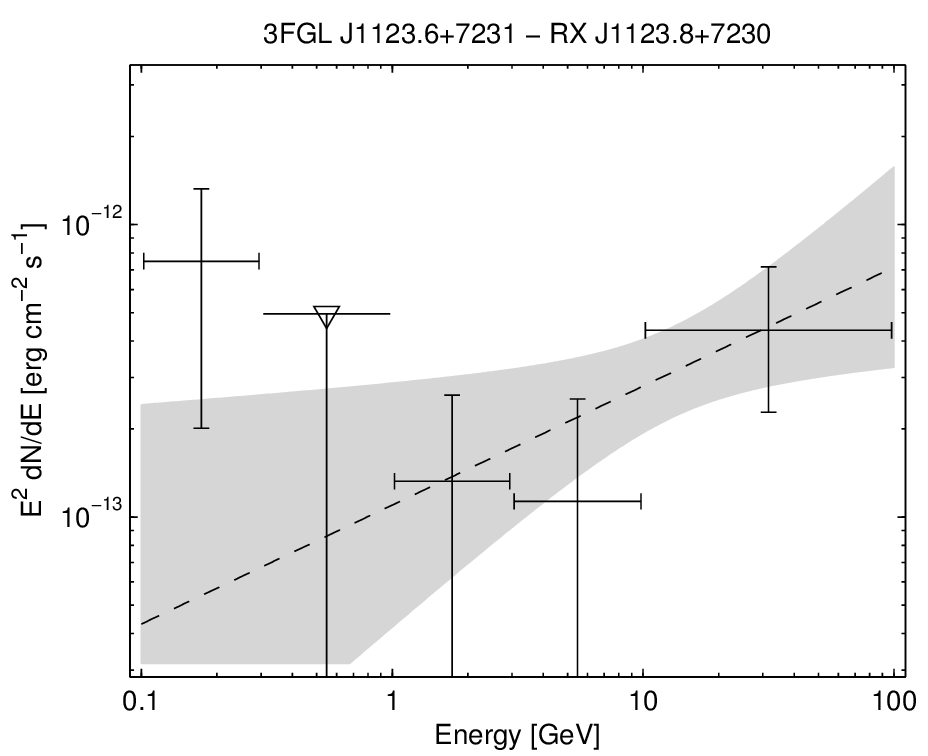 3FGL J1123.6+7231 − RX J1123.8+7230
E² dN/dE [erg cm⁻² s⁻¹]
10⁻¹²
10⁻¹³
0.1 1 10 100
Energy [GeV]